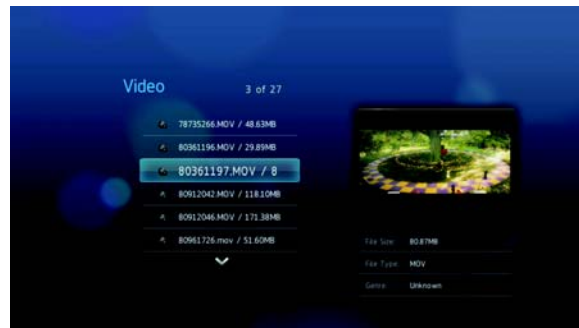 Video
3 of 27
78735266.MOV / 48.63MB
80361196.MOV / 29.89MB
80361197.MOV / 8
80912042.MOV / 118.10MB
80912046.MOV / 171.38MB
80961726.mov / 51.60MB
File Size: 80.87MB
File Type: MOV
Genre: Unknown